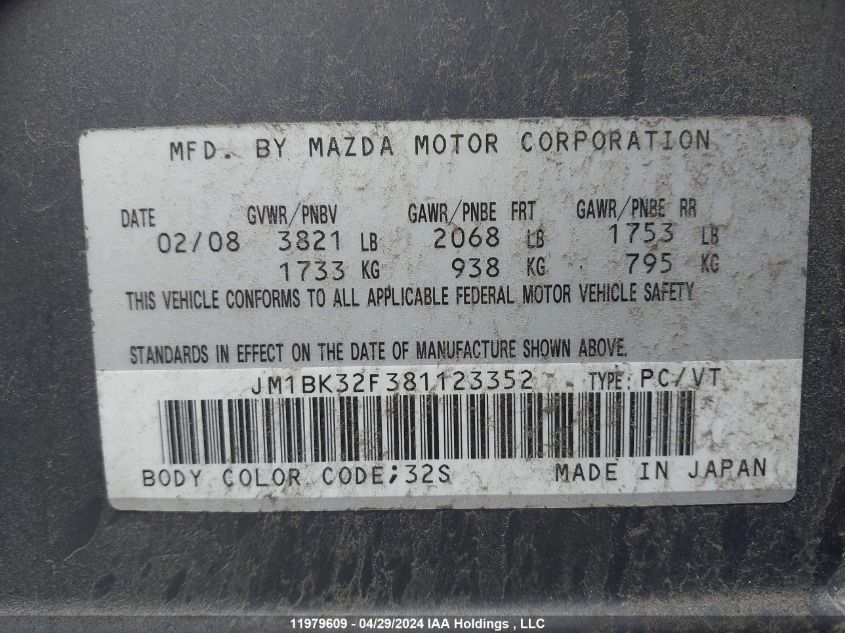 MFD. BY MAZDA MOTOR CORPORATION
DATE GVWR/PNBV GAWR/PNBE FRT GAWR/PNBE RR
02/08 3821 LB 2068 LB 1753 LB
1733 KG 938 KG 795 KG
THIS VEHICLE CONFORMS TO ALL APPLICABLE FEDERAL MOTOR VEHICLE SAFETY
STANDARDS IN EFFECT ON THE DATE OF MANUFACTURE SHOWN ABOVE.
JM1BK32F381123352 TYPE: PC/VT
BODY COLOR CODE;32S MADE IN JAPAN
11979609 - 04/29/2024 IAA Holdings , LLC